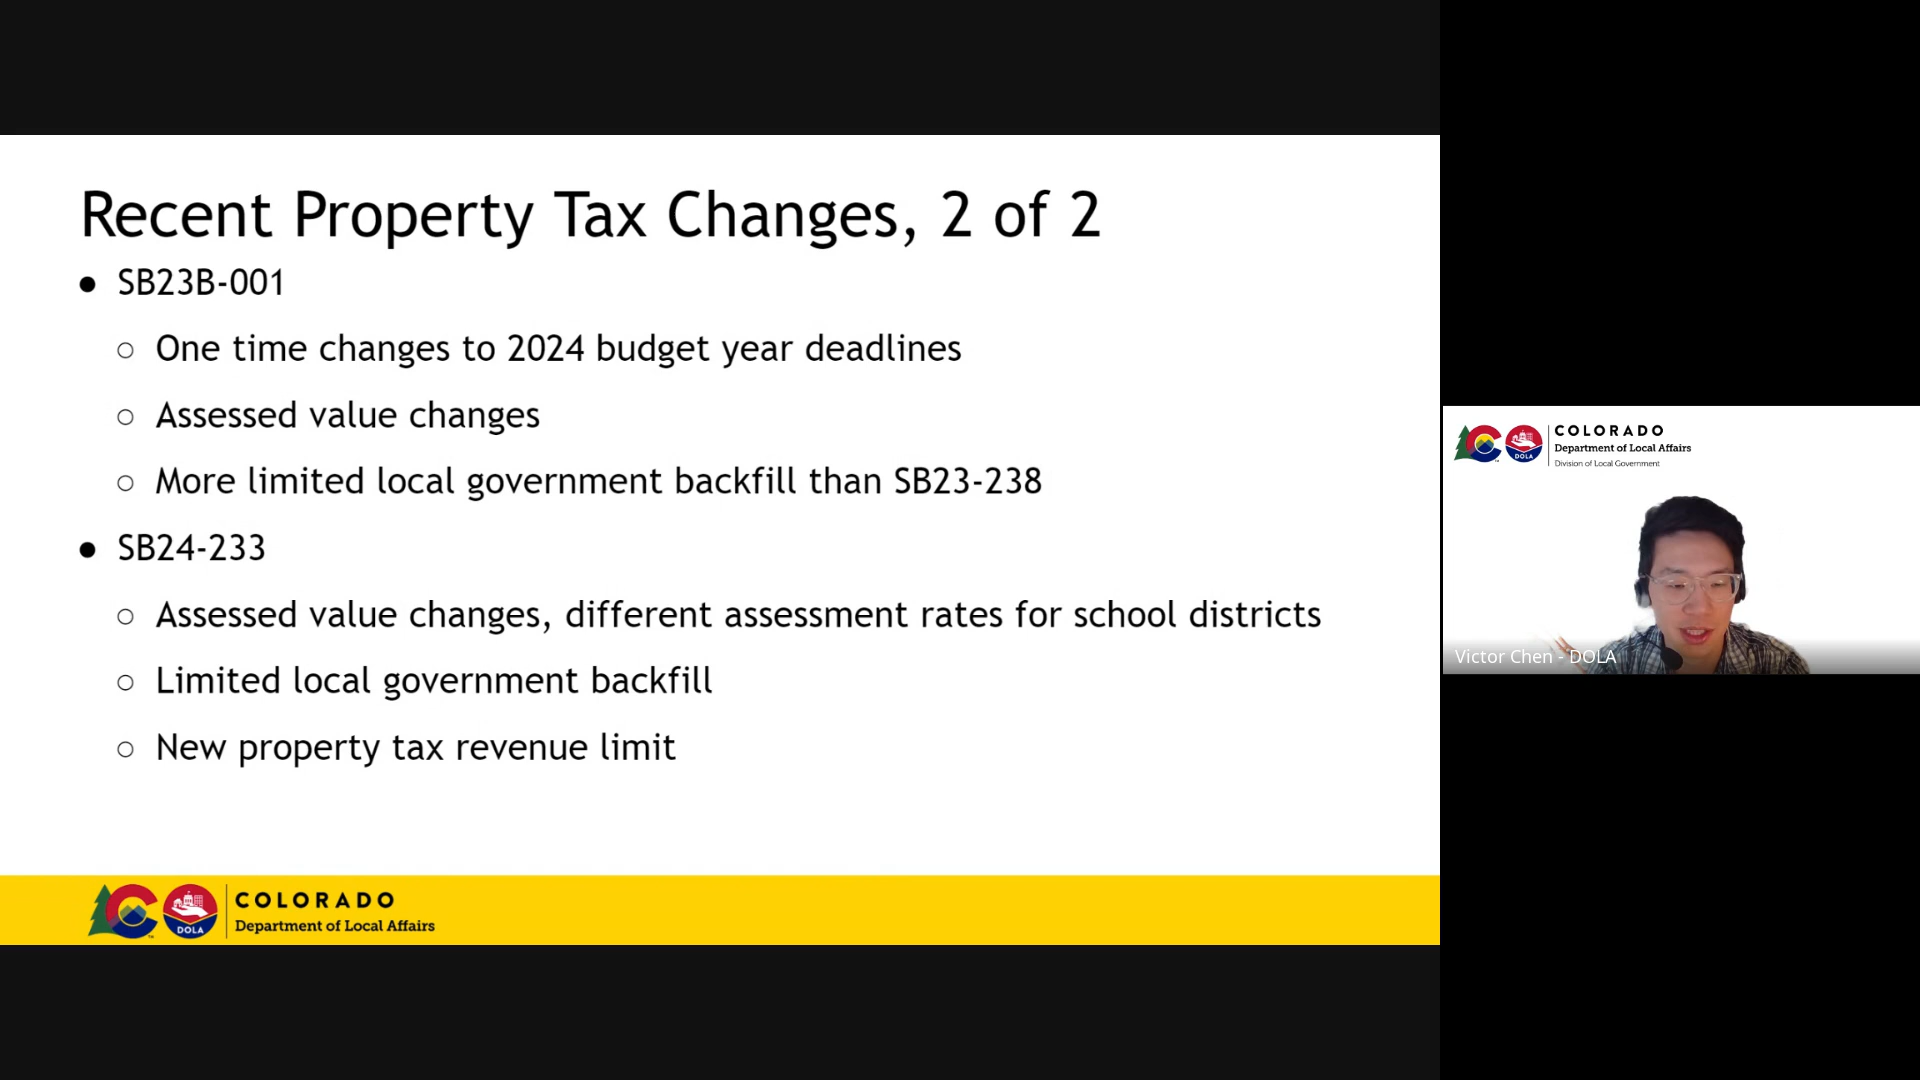 Recent Property Tax Changes, 2 of 2
● SB23B-001
○ One time changes to 2024 budget year deadlines
○ Assessed value changes
○ More limited local government backfill than SB23-238
● SB24-233
○ Assessed value changes, different assessment rates for school districts
○ Limited local government backfill
○ New property tax revenue limit
DOLA
COLORADO
Department of Local Affairs
DOLA
COLORADO
Department of Local Affairs
Division of Local Government
Victor Chen - DOLA